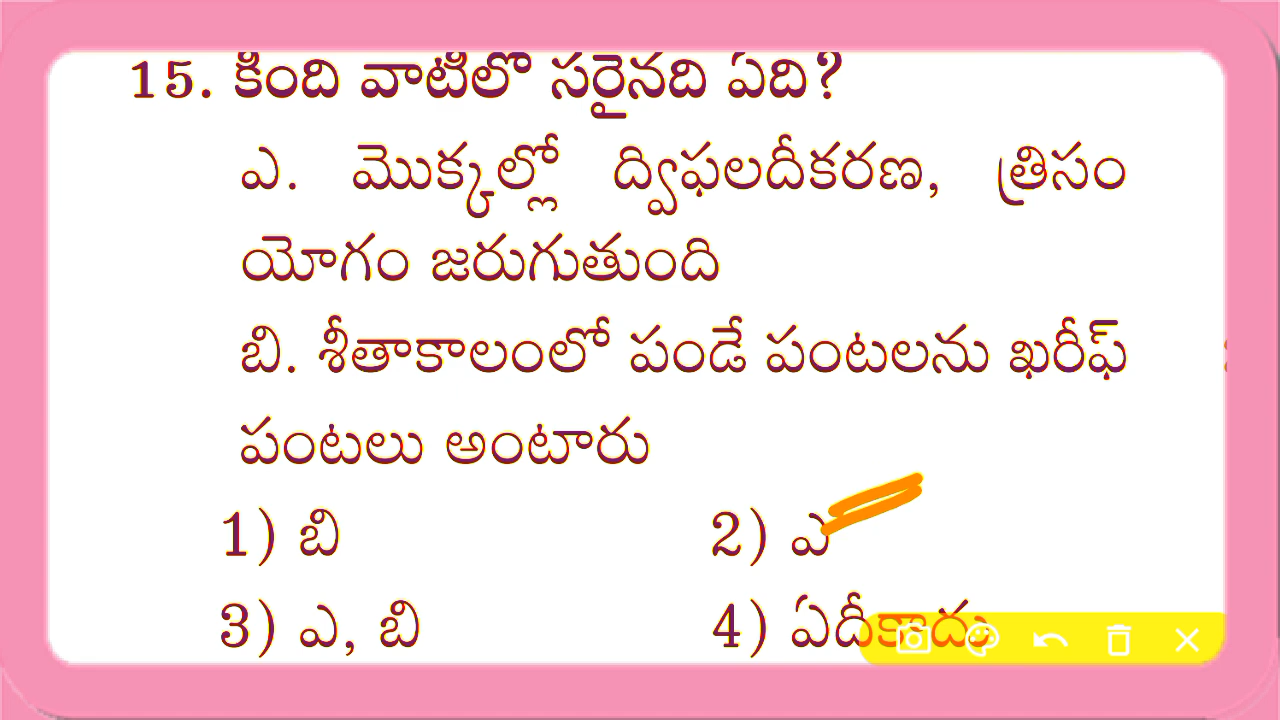 15. కింది వాటిలో సరైనది ఏది?
ఎ. మొక్కల్లో ద్విఫలదీకరణ, త్రిసం
యోగం జరుగుతుంది
బి. శీతాకాలంలో పండే పంటలను ఖరీఫ్
పంటలు అంటారు
1) బి 2) ఎ
3) ఎ, బి 4) ఏదీకాదు